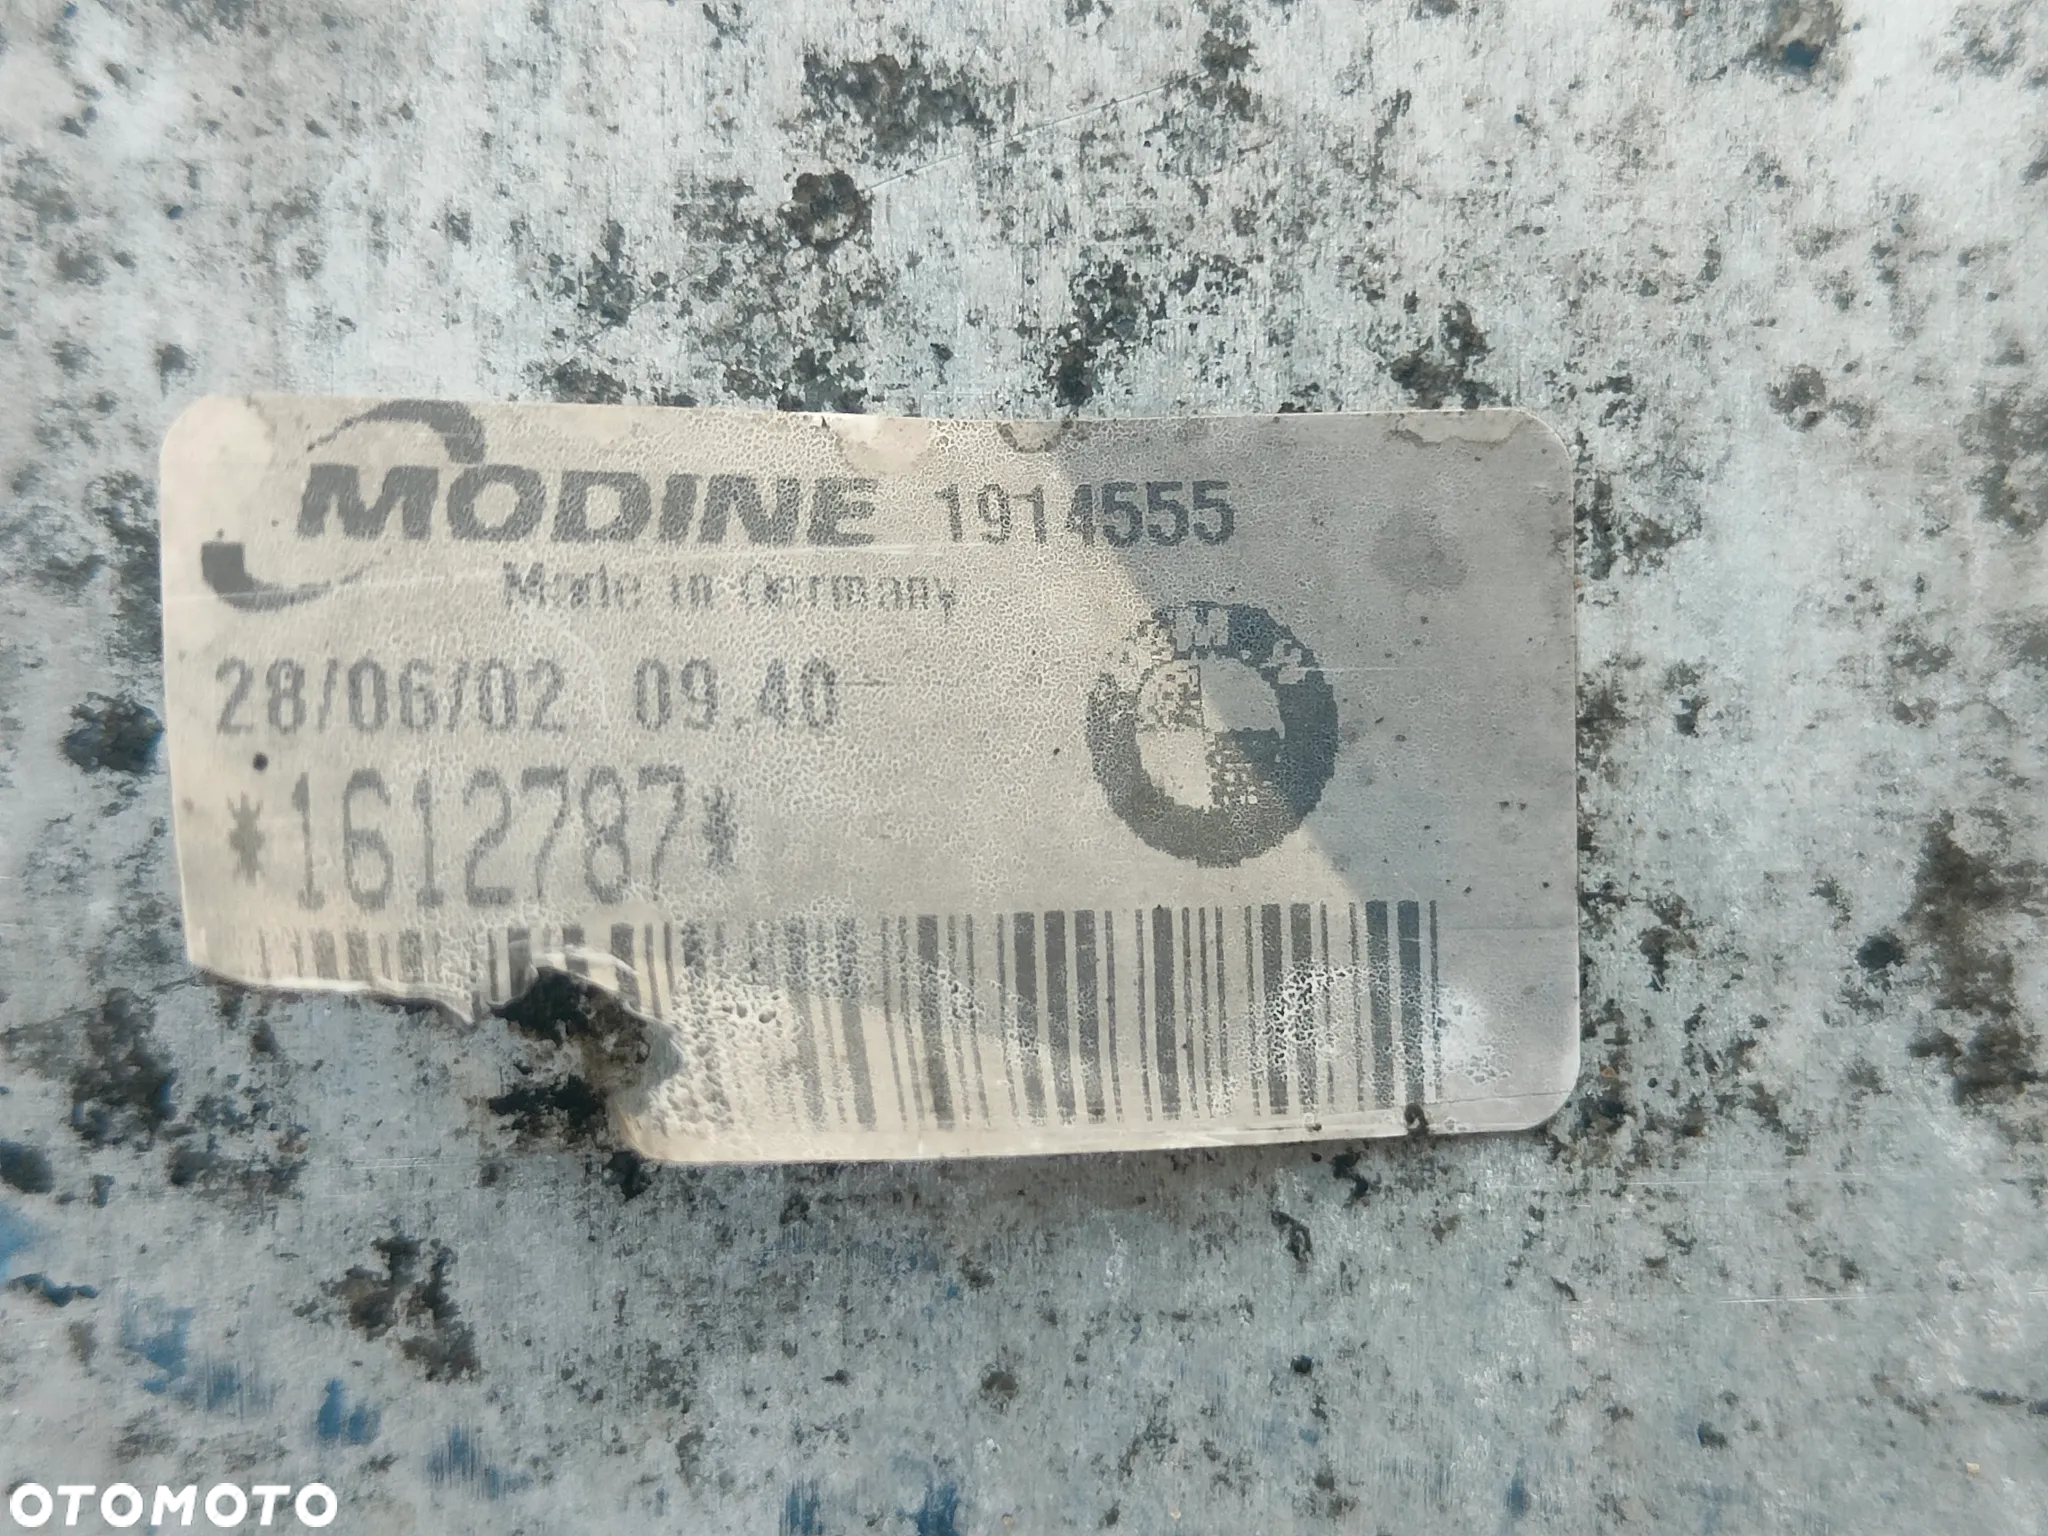 MODINE 1914555
Made in Germany
28/06/02 09.40
*1612787*
OTOMOTO